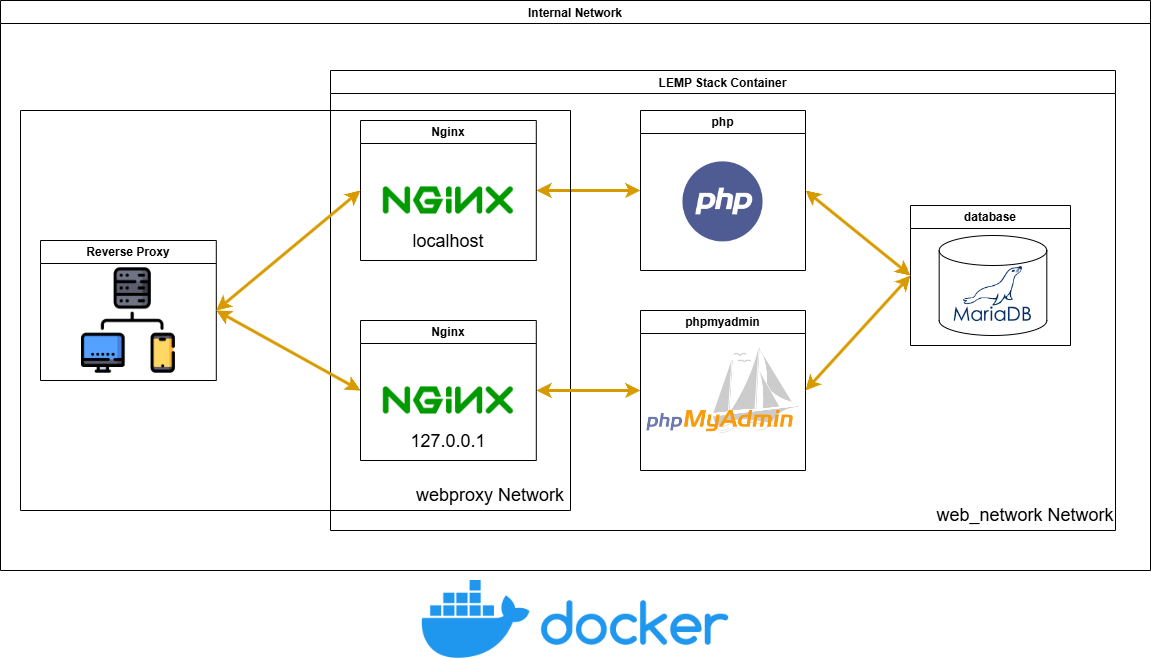 Internal Network
LEMP Stack Container
Nginx
NGiNX
localhost
php
php
database
MariaDB
Reverse Proxy
Nginx
NGiNX
127.0.0.1
phpmyadmin
phpMyAdmin
webproxy Network
web_network Network
docker